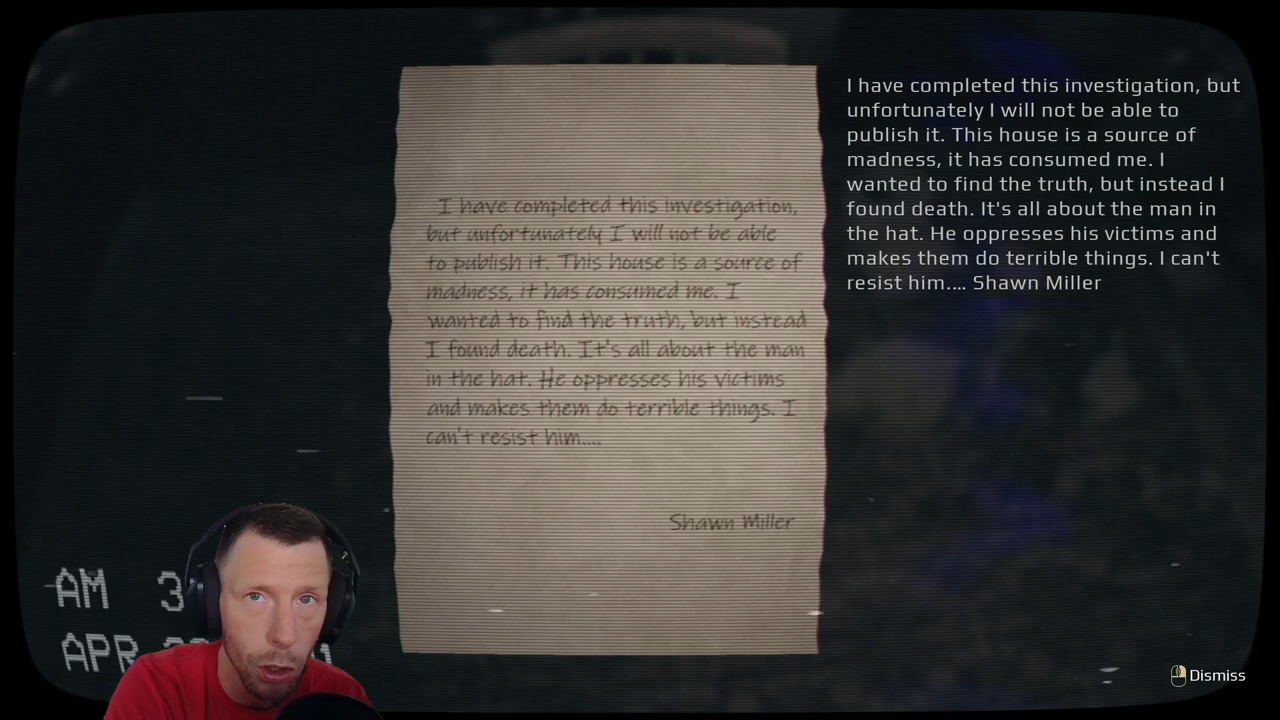 I have completed this investigation,
but unfortunately I will not be able
to publish it. This house is a source of
madness, it has consumed me. I
wanted to find the truth, but instead
I found death. It's all about the man
in the hat. He oppresses his victims
and makes them do terrible things. I
can't resist him....
Shawn Miller
I have completed this investigation, but
unfortunately I will not be able to
publish it. This house is a source of
madness, it has consumed me. I
wanted to find the truth, but instead I
found death. It's all about the man in
the hat. He oppresses his victims and
makes them do terrible things. I can't
resist him.... Shawn Miller
AM 3
APR
Dismiss